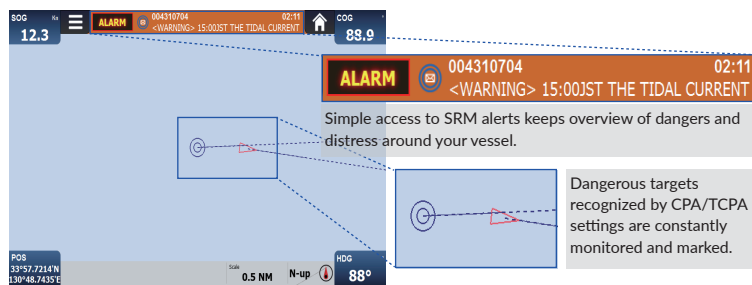 SOG Kn
12.3
ALARM
004310704 02:11
<WARNING> 15:00JST THE TIDAL CURRENT
COG °
88.9
ALARM
004310704 02:11
<WARNING> 15:00JST THE TIDAL CURRENT
Simple access to SRM alerts keeps overview of dangers and
distress around your vessel.
Dangerous targets
recognized by CPA/TCPA
settings are constantly
monitored and marked.
POS
33°57.7214'N
130°48.7435'E
Scale
0.5 NM
N-up
HDG
88°